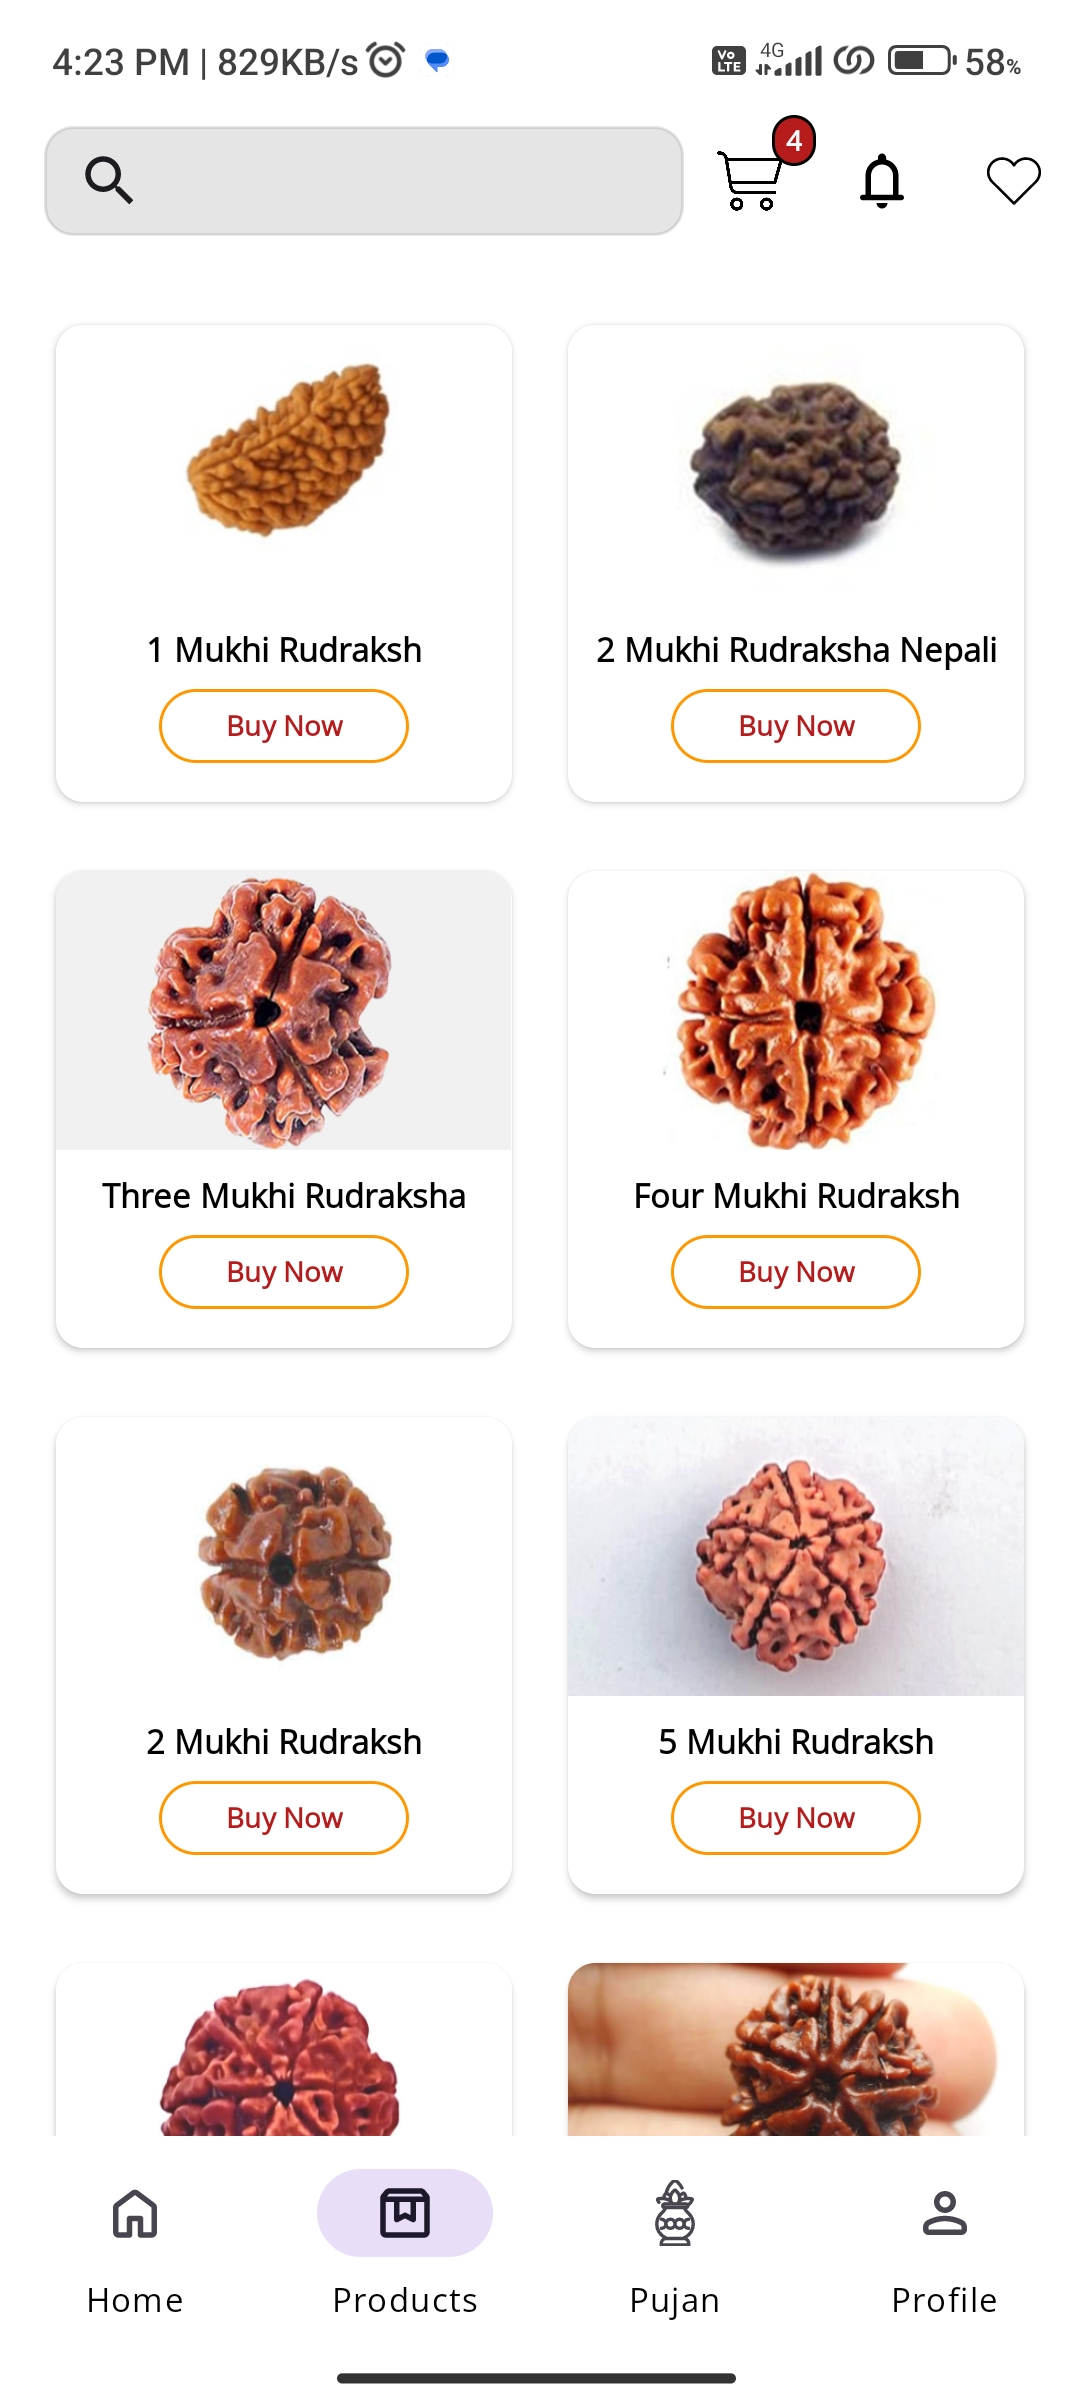 4:23 PM | 829KB/s Vo LTE 4G 58%
4
1 Mukhi Rudraksh
2 Mukhi Rudraksha Nepali
Buy Now
Buy Now
Three Mukhi Rudraksha
Four Mukhi Rudraksh
Buy Now
Buy Now
2 Mukhi Rudraksh
5 Mukhi Rudraksh
Buy Now
Buy Now
Home
Products
Pujan
Profile